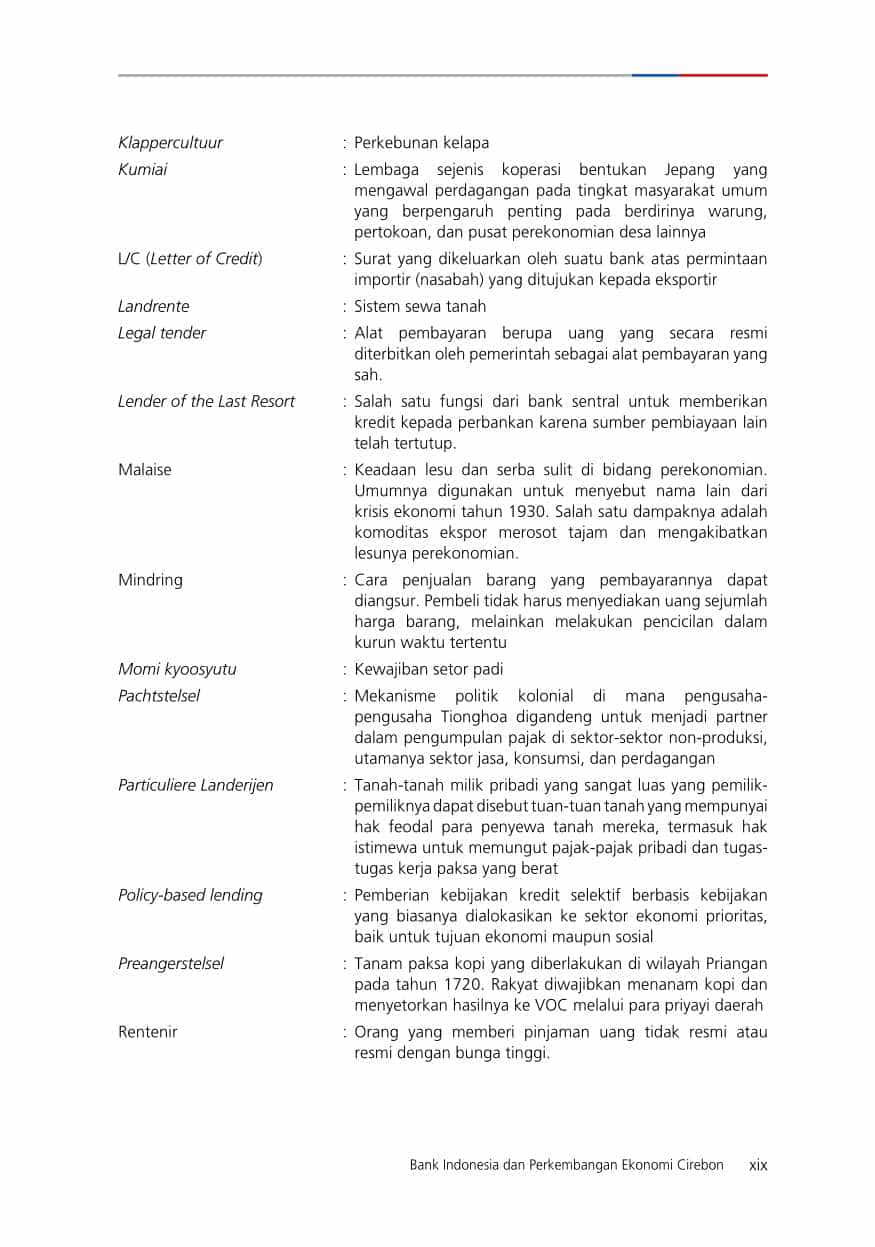 Klappercultuur : Perkebunan kelapa
Kumiai : Lembaga sejenis koperasi bentukan Jepang yang
mengawal perdagangan pada tingkat masyarakat umum
yang berpengaruh penting pada berdirinya warung,
pertokoan, dan pusat perekonomian desa lainnya
L/C (Letter of Credit) : Surat yang dikeluarkan oleh suatu bank atas permintaan
importir (nasabah) yang ditujukan kepada eksportir
Landrente : Sistem sewa tanah
Legal tender : Alat pembayaran berupa uang yang secara resmi
diterbitkan oleh pemerintah sebagai alat pembayaran yang
sah.
Lender of the Last Resort : Salah satu fungsi dari bank sentral untuk memberikan
kredit kepada perbankan karena sumber pembiayaan lain
telah tertutup.
Malaise : Keadaan lesu dan serba sulit di bidang perekonomian.
Umumnya digunakan untuk menyebut nama lain dari
krisis ekonomi tahun 1930. Salah satu dampaknya adalah
komoditas ekspor merosot tajam dan mengakibatkan
lesunya perekonomian.
Mindring : Cara penjualan barang yang pembayarannya dapat
diangsur. Pembeli tidak harus menyediakan uang sejumlah
harga barang, melainkan melakukan pencicilan dalam
kurun waktu tertentu
Momi kyoosyutu : Kewajiban setor padi
Pachtstelsel : Mekanisme politik kolonial di mana pengusaha-
pengusaha Tionghoa digandeng untuk menjadi partner
dalam pengumpulan pajak di sektor-sektor non-produksi,
utamanya sektor jasa, konsumsi, dan perdagangan
Particuliere Landerijen : Tanah-tanah milik pribadi yang sangat luas yang pemilik-
pemiliknya dapat disebut tuan-tuan tanah yang mempunyai
hak feodal para penyewa tanah mereka, termasuk hak
istimewa untuk memungut pajak-pajak pribadi dan tugas-
tugas kerja paksa yang berat
Policy-based lending : Pemberian kebijakan kredit selektif berbasis kebijakan
yang biasanya dialokasikan ke sektor ekonomi prioritas,
baik untuk tujuan ekonomi maupun sosial
Preangerstelsel : Tanam paksa kopi yang diberlakukan di wilayah Priangan
pada tahun 1720. Rakyat diwajibkan menanam kopi dan
menyetorkan hasilnya ke VOC melalui para priyayi daerah
Rentenir : Orang yang memberi pinjaman uang tidak resmi atau
resmi dengan bunga tinggi.
Bank Indonesia dan Perkembangan Ekonomi Cirebon xix